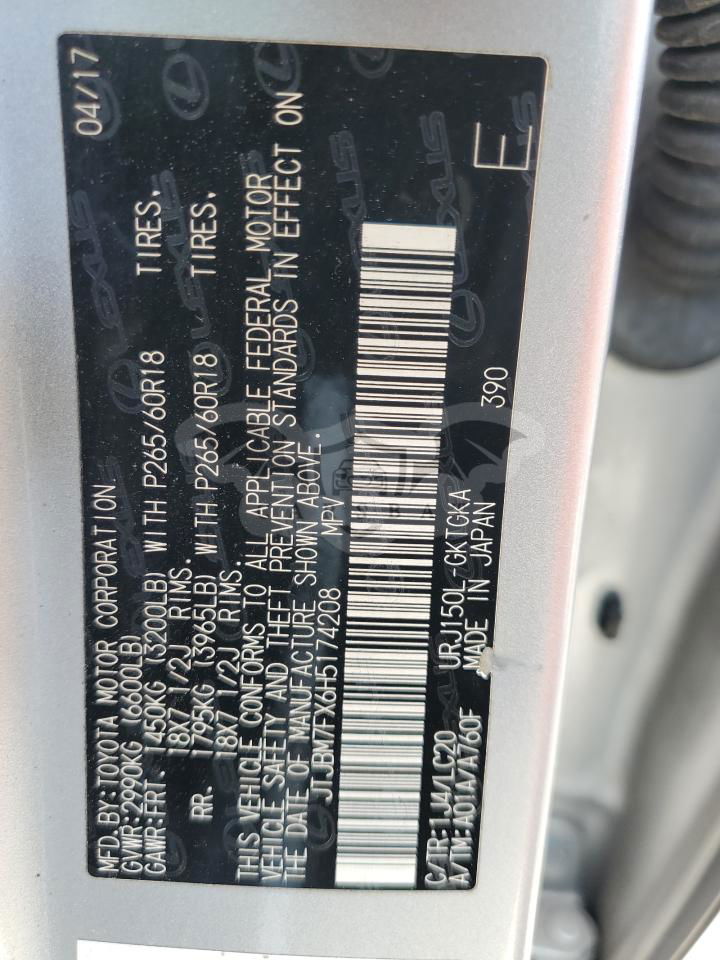 04/17
MFD.BY:TOYOTA MOTOR CORPORATION
GVWR:2990KG (6600LB)
GAWR:FRT. 1450KG (3200LB) WITH P265/60R18 TIRES,
18X7 1/2J RIMS.
RR. 1795KG (3965LB) WITH P265/60R18 TIRES,
18X7 1/2J RIMS.
THIS VEHICLE CONFORMS TO ALL APPLICABLE FEDERAL MOTOR
VEHICLE SAFETY AND THEFT PREVENTION STANDARDS IN EFFECT ON
THE DATE OF MANUFACTURE SHOWN ABOVE.
JTJBM7FX6H5174208 MPV
E
C/TR:1J4/LC20 URJ150L-GKTGKA 390
A/TM:A01A/A760F MADE IN JAPAN
LEXUS